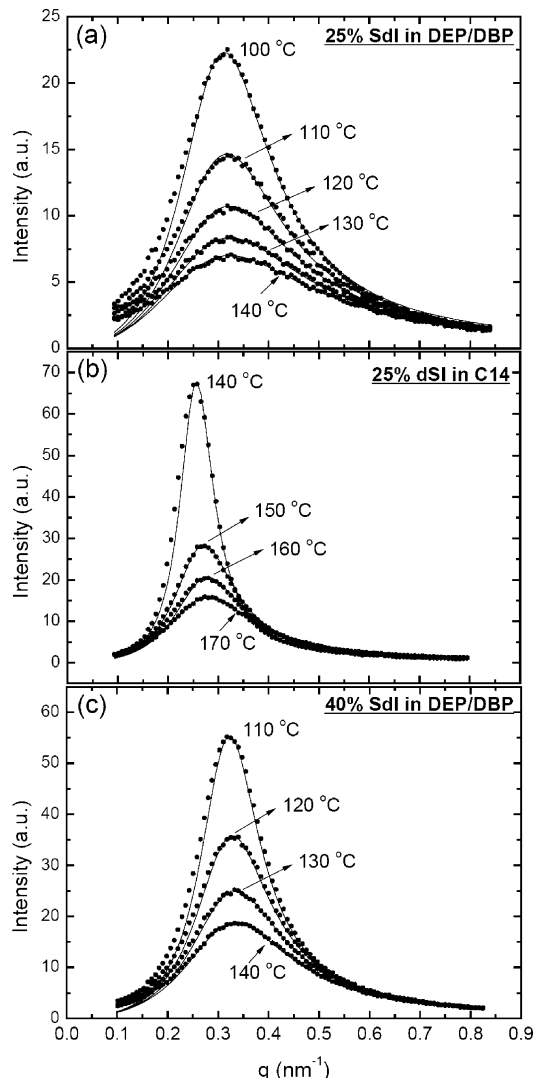 (a)
25% SdI in DEP/DBP
25
20
15
10
5
0
Intensity (a.u.)
100 °C
110 °C
120 °C
130 °C
140 °C
(b)
25% dSI in C14
70
60
50
40
30
20
10
0
Intensity (a.u.)
140 °C
150 °C
160 °C
170 °C
(c)
40% SdI in DEP/DBP
60
50
40
30
20
10
0
Intensity (a.u.)
110 °C
120 °C
130 °C
140 °C
0.0 0.1 0.2 0.3 0.4 0.5 0.6 0.7 0.8 0.9
q (nm⁻¹)